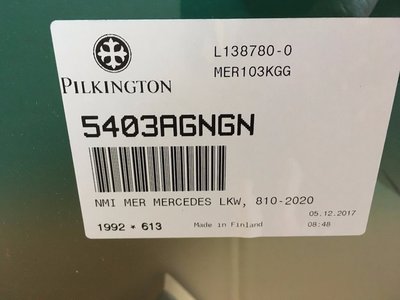 L138780-0
MER103KGG
PILKINGTON
5403AGNGN
NMI MER MERCEDES LKW, 810-2020
05.12.2017
1992 * 613 Made in Finland 08:48